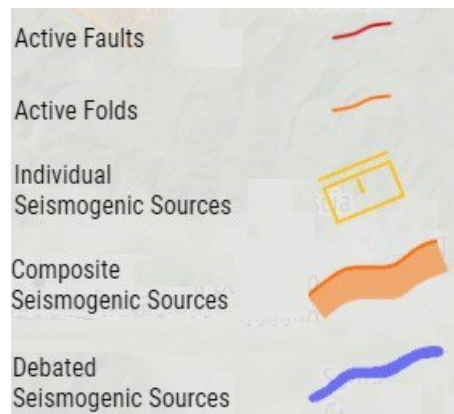 Active Faults
Active Folds
Individual
Seismogenic Sources
Composite
Seismogenic Sources
Debated
Seismogenic Sources